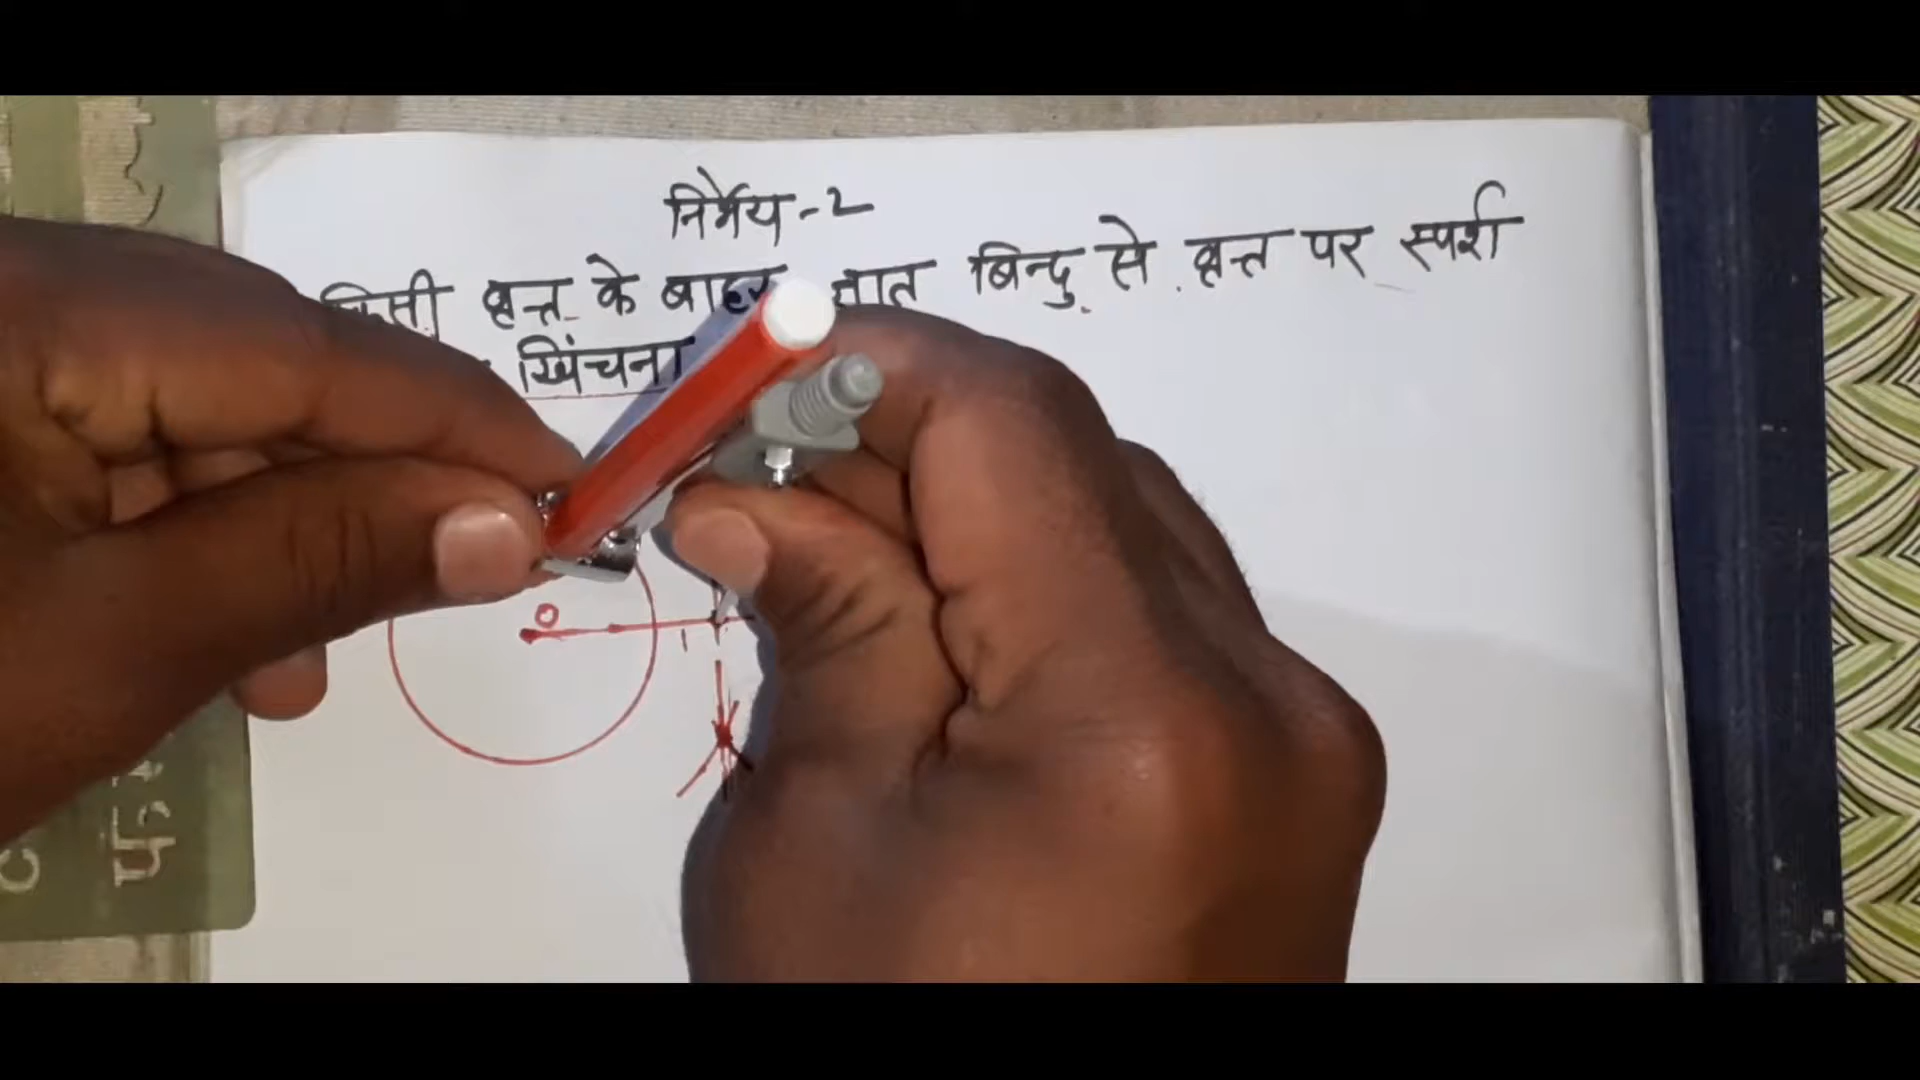 निर्मेय-2
किसी वृत्त के बाहर ज्ञात बिन्दु से वृत्त पर स्पर्श
खिंचना
O